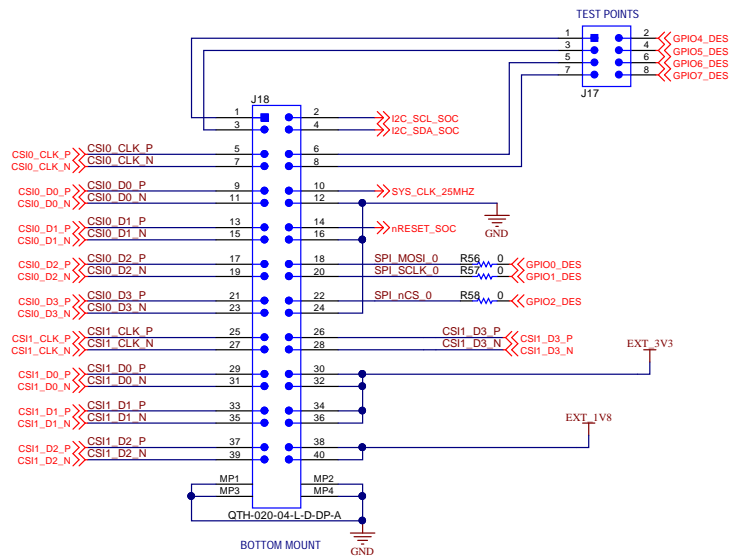 TEST POINTS
1 2 GPIO4_DES
3 4 GPIO5_DES
5 6 GPIO6_DES
7 8 GPIO7_DES
J17
J18
1 2 I2C_SCL_SOC
3 4 I2C_SDA_SOC
CSI0_CLK_P CSI0_CLK_P 5 6
CSI0_CLK_N CSI0_CLK_N 7 8
CSI0_D0_P CSI0_D0_P 9 10 SYS_CLK_25MHZ
CSI0_D0_N CSI0_D0_N 11 12
GND
CSI0_D1_P CSI0_D1_P 13 14 nRESET_SOC
CSI0_D1_N CSI0_D1_N 15 16
CSI0_D2_P CSI0_D2_P 17 18 SPI_MOSI_0 R56 0 GPIO0_DES
CSI0_D2_N CSI0_D2_N 19 20 SPI_SCLK_0 R57 0 GPIO1_DES
CSI0_D3_P CSI0_D3_P 21 22 SPI_nCS_0 R58 0 GPIO2_DES
CSI0_D3_N CSI0_D3_N 23 24
CSI1_CLK_P CSI1_CLK_P 25 26 CSI1_D3_P CSI1_D3_P
CSI1_CLK_N CSI1_CLK_N 27 28 CSI1_D3_N CSI1_D3_N
EXT_3V3
CSI1_D0_P CSI1_D0_P 29 30
CSI1_D0_N CSI1_D0_N 31 32
CSI1_D1_P CSI1_D1_P 33 34
CSI1_D1_N CSI1_D1_N 35 36
EXT_1V8
CSI1_D2_P CSI1_D2_P 37 38
CSI1_D2_N CSI1_D2_N 39 40
MP1 MP2
MP3 MP4
QTH-020-04-L-D-DP-A
BOTTOM MOUNT
GND